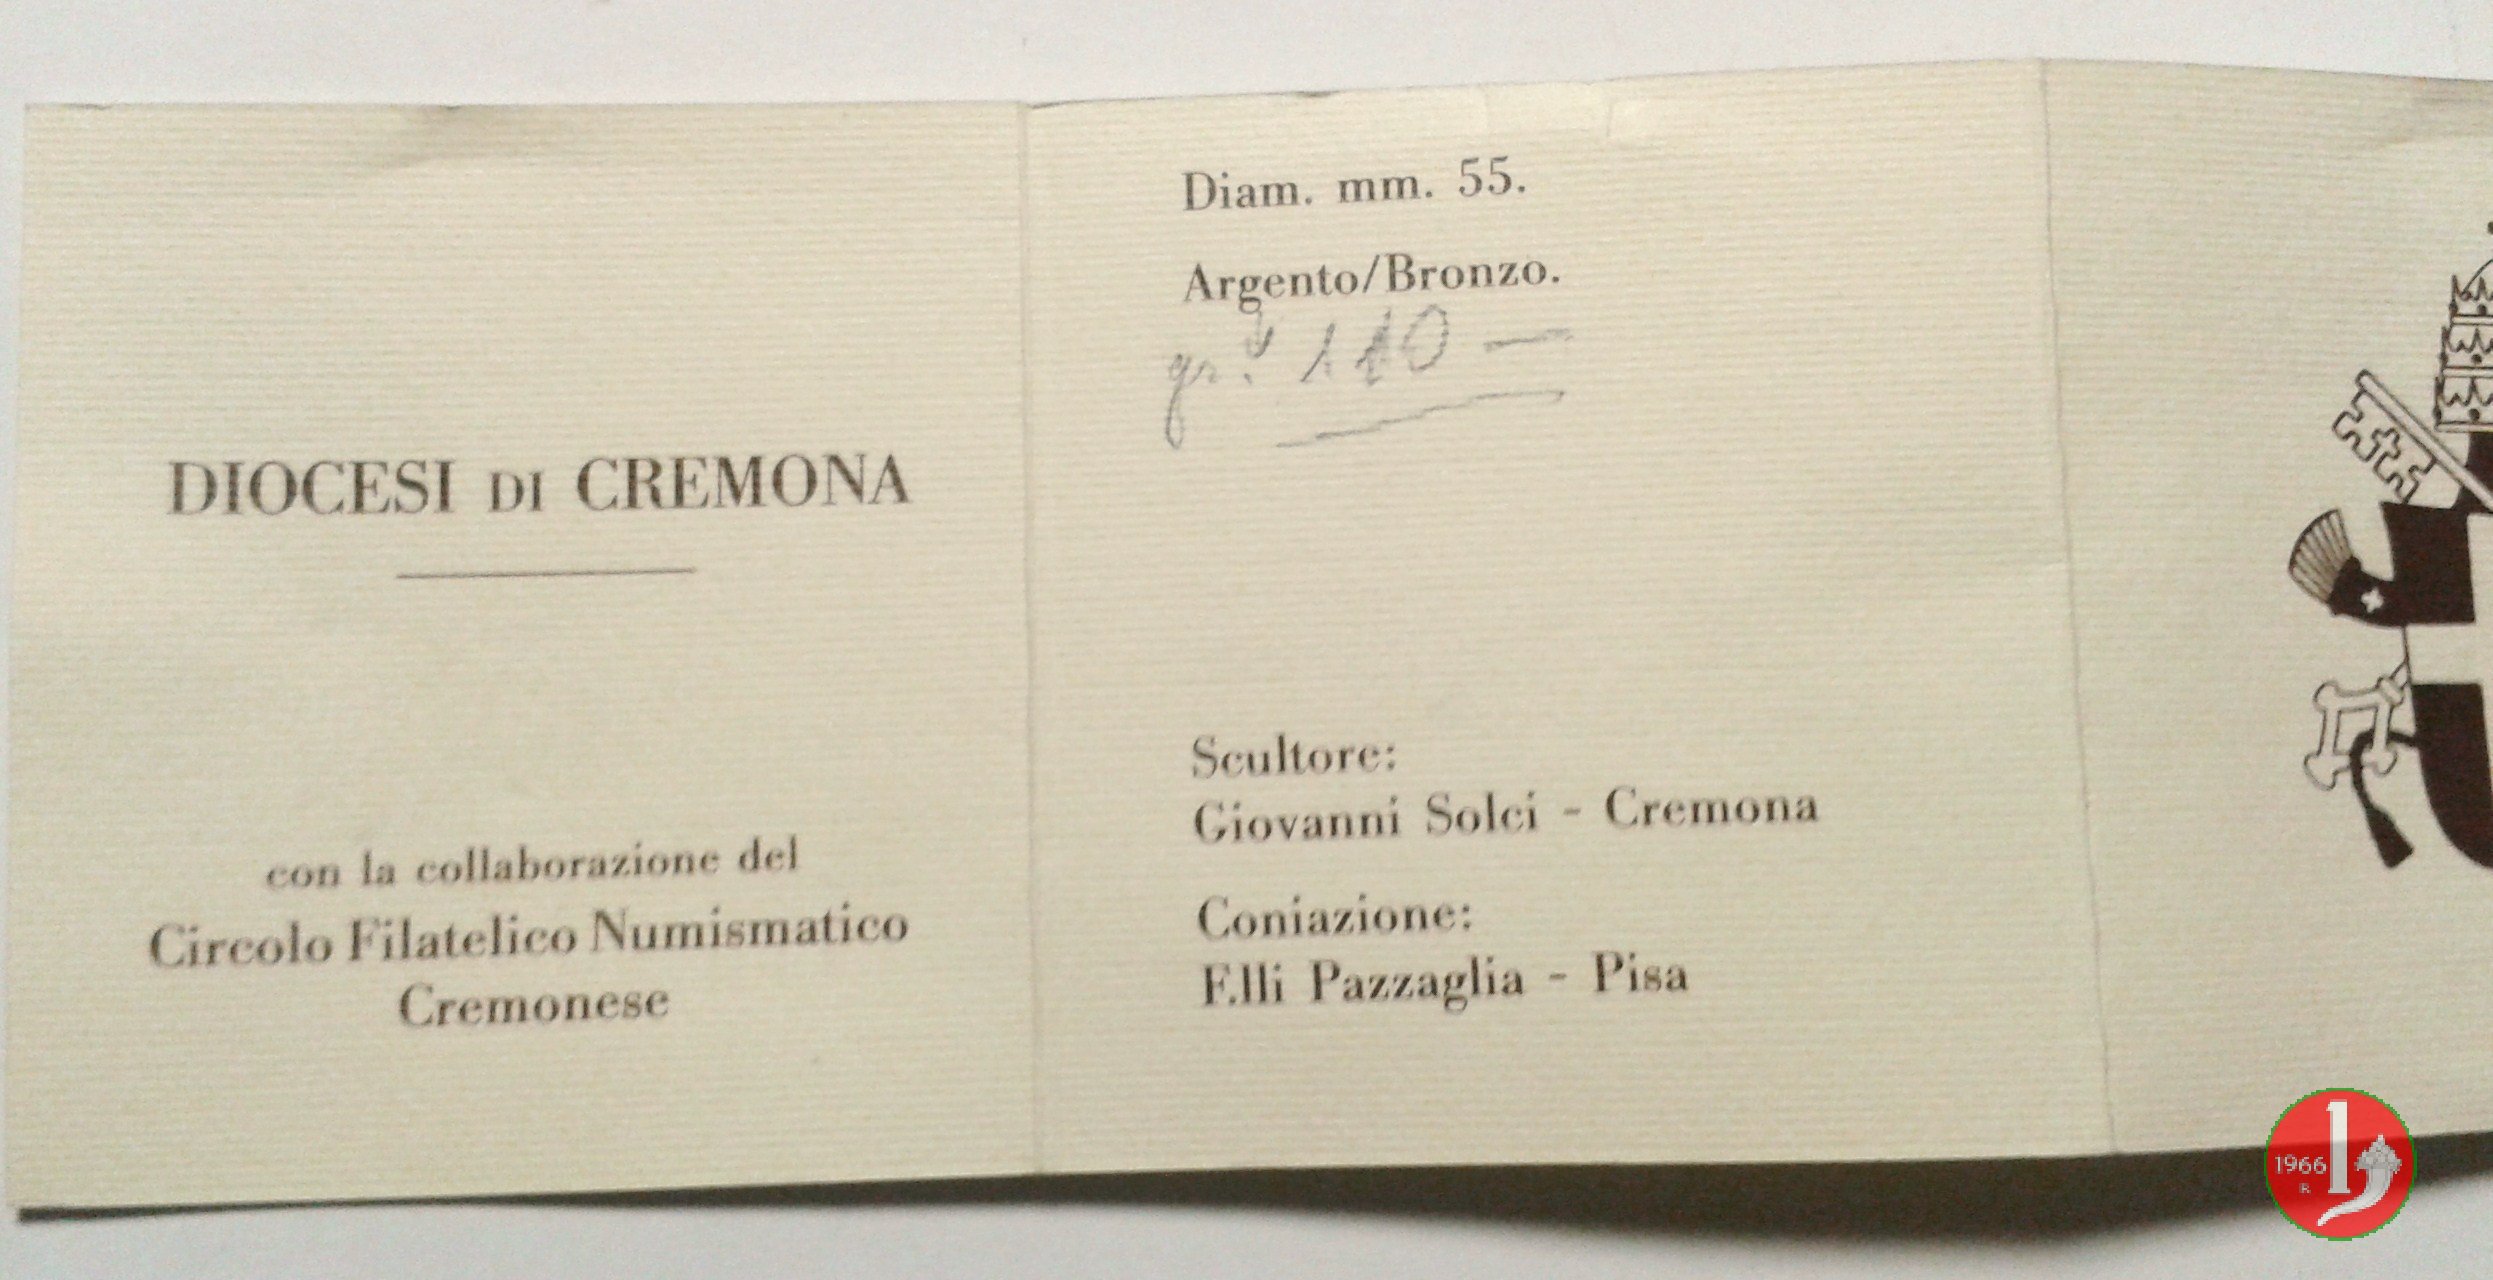 DIOCESI DI CREMONA
con la collaborazione del
Circolo Filatelico Numismatico
Cremonese
Diam. mm. 55.
Argento/Bronzo.
110 —
Scultore:
Giovanni Solci - Cremona
Coniazione:
F.lli Pazzaglia - Pisa
1966
R